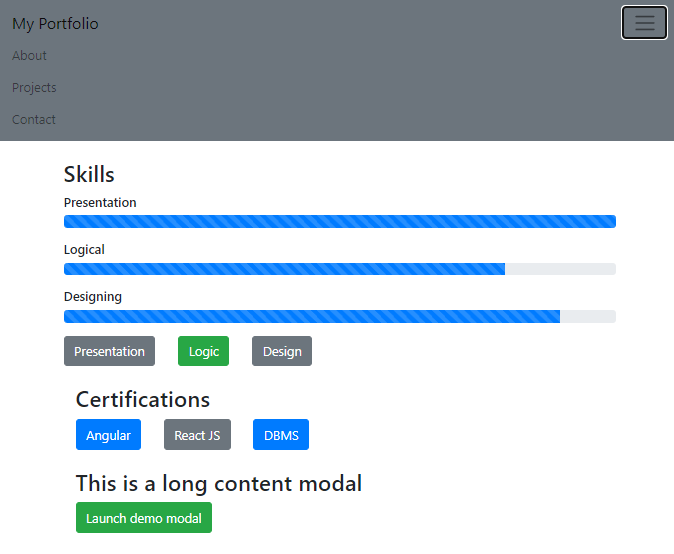 My Portfolio
About
Projects
Contact
Skills
Presentation
Logical
Designing
Presentation Logic Design
Certifications
Angular React JS DBMS
This is a long content modal
Launch demo modal